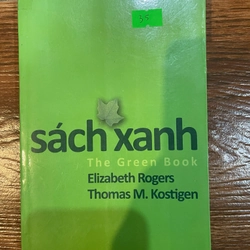 sách xanh
The Green Book
Elizabeth Rogers
Thomas M. Kostigen